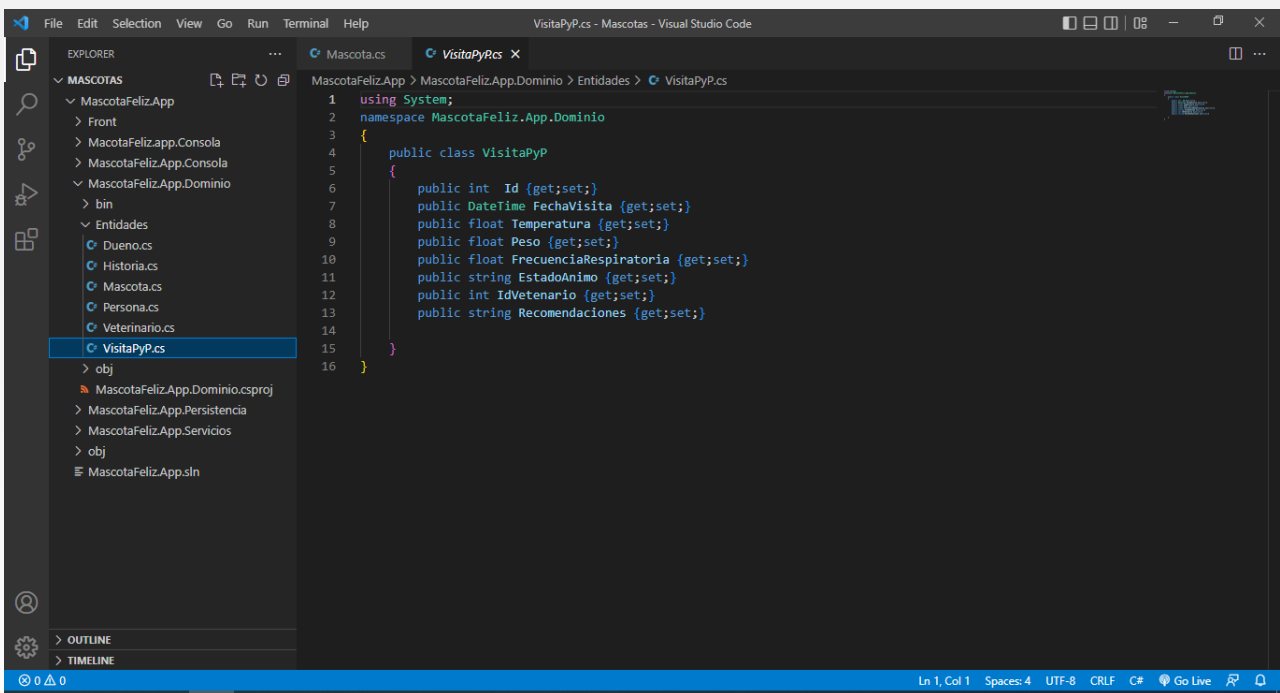 File Edit Selection View Go Run Terminal Help VisitaPyP.cs - Mascotas - Visual Studio Code
EXPLORER
MASCOTAS
MascotaFeliz.App
Front
MacotaFeliz.app.Consola
MascotaFeliz.App.Consola
MascotaFeliz.App.Dominio
bin
Entidades
Dueno.cs
Historia.cs
Mascota.cs
Persona.cs
Veterinario.cs
VisitaPyP.cs
obj
MascotaFeliz.App.Dominio.csproj
MascotaFeliz.App.Persistencia
MascotaFeliz.App.Servicios
obj
MascotaFeliz.App.sln
OUTLINE
TIMELINE
Mascota.cs VisitaPyP.cs
MascotaFeliz.App > MascotaFeliz.App.Dominio > Entidades > VisitaPyP.cs
1 using System;
2 namespace MascotaFeliz.App.Dominio
3 {
4 public class VisitaPyP
5 {
6 public int Id {get;set;}
7 public DateTime FechaVisita {get;set;}
8 public float Temperatura {get;set;}
9 public float Peso {get;set;}
10 public float FrecuenciaRespiratoria {get;set;}
11 public string EstadoAnimo {get;set;}
12 public int IdVetenario {get;set;}
13 public string Recomendaciones {get;set;}
14
15 }
16 }
0 0 Ln 1, Col 1 Spaces: 4 UTF-8 CRLF C# Go Live